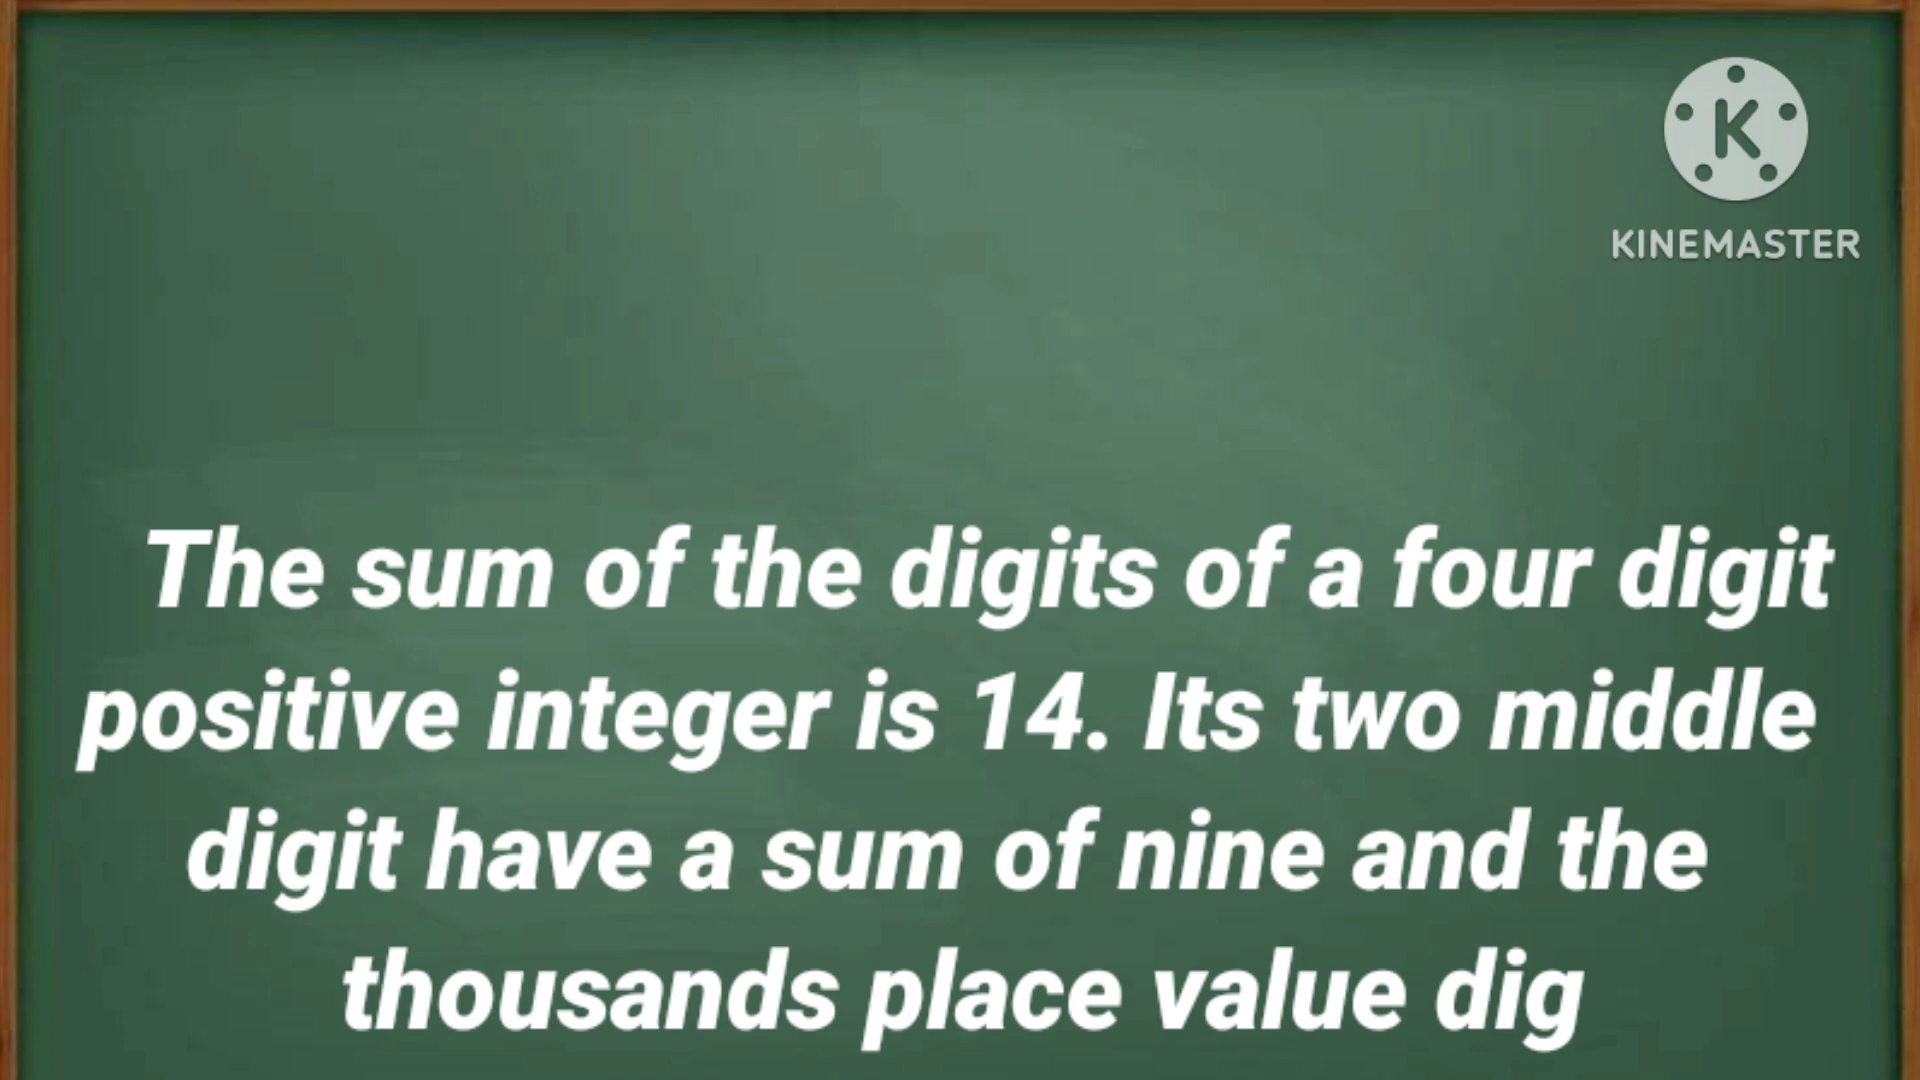 K
KINEMASTER
The sum of the digits of a four digit
positive integer is 14. Its two middle
digit have a sum of nine and the
thousands place value dig